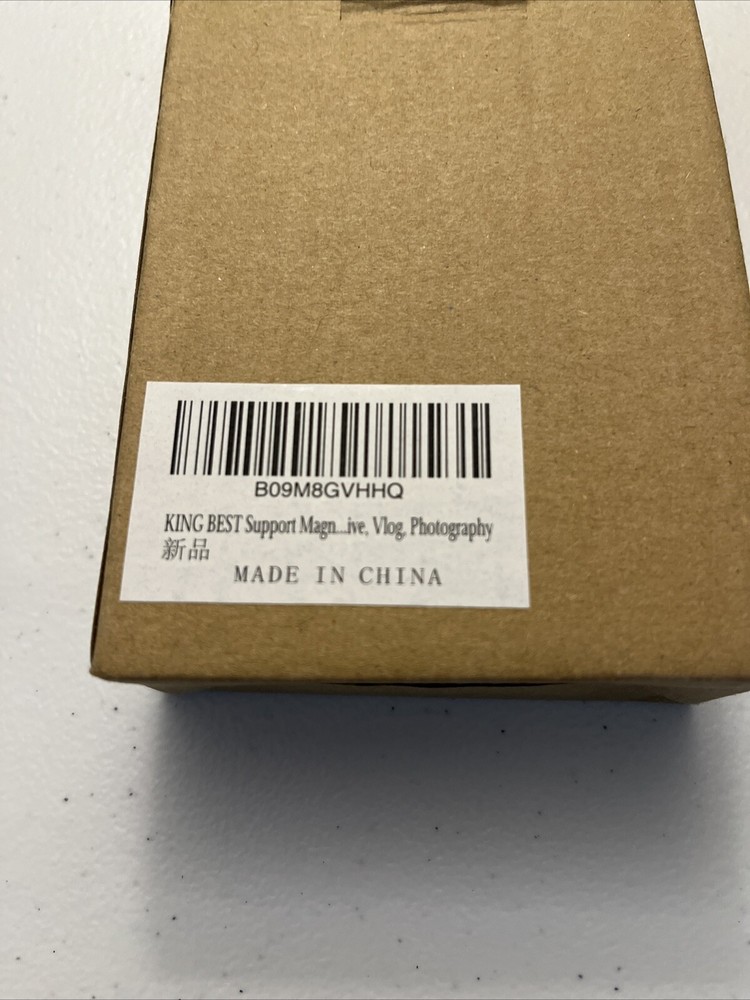 B09M8GVHHQ
KING BEST Support Magn...ive, Vlog, Photography
新品
MADE IN CHINA